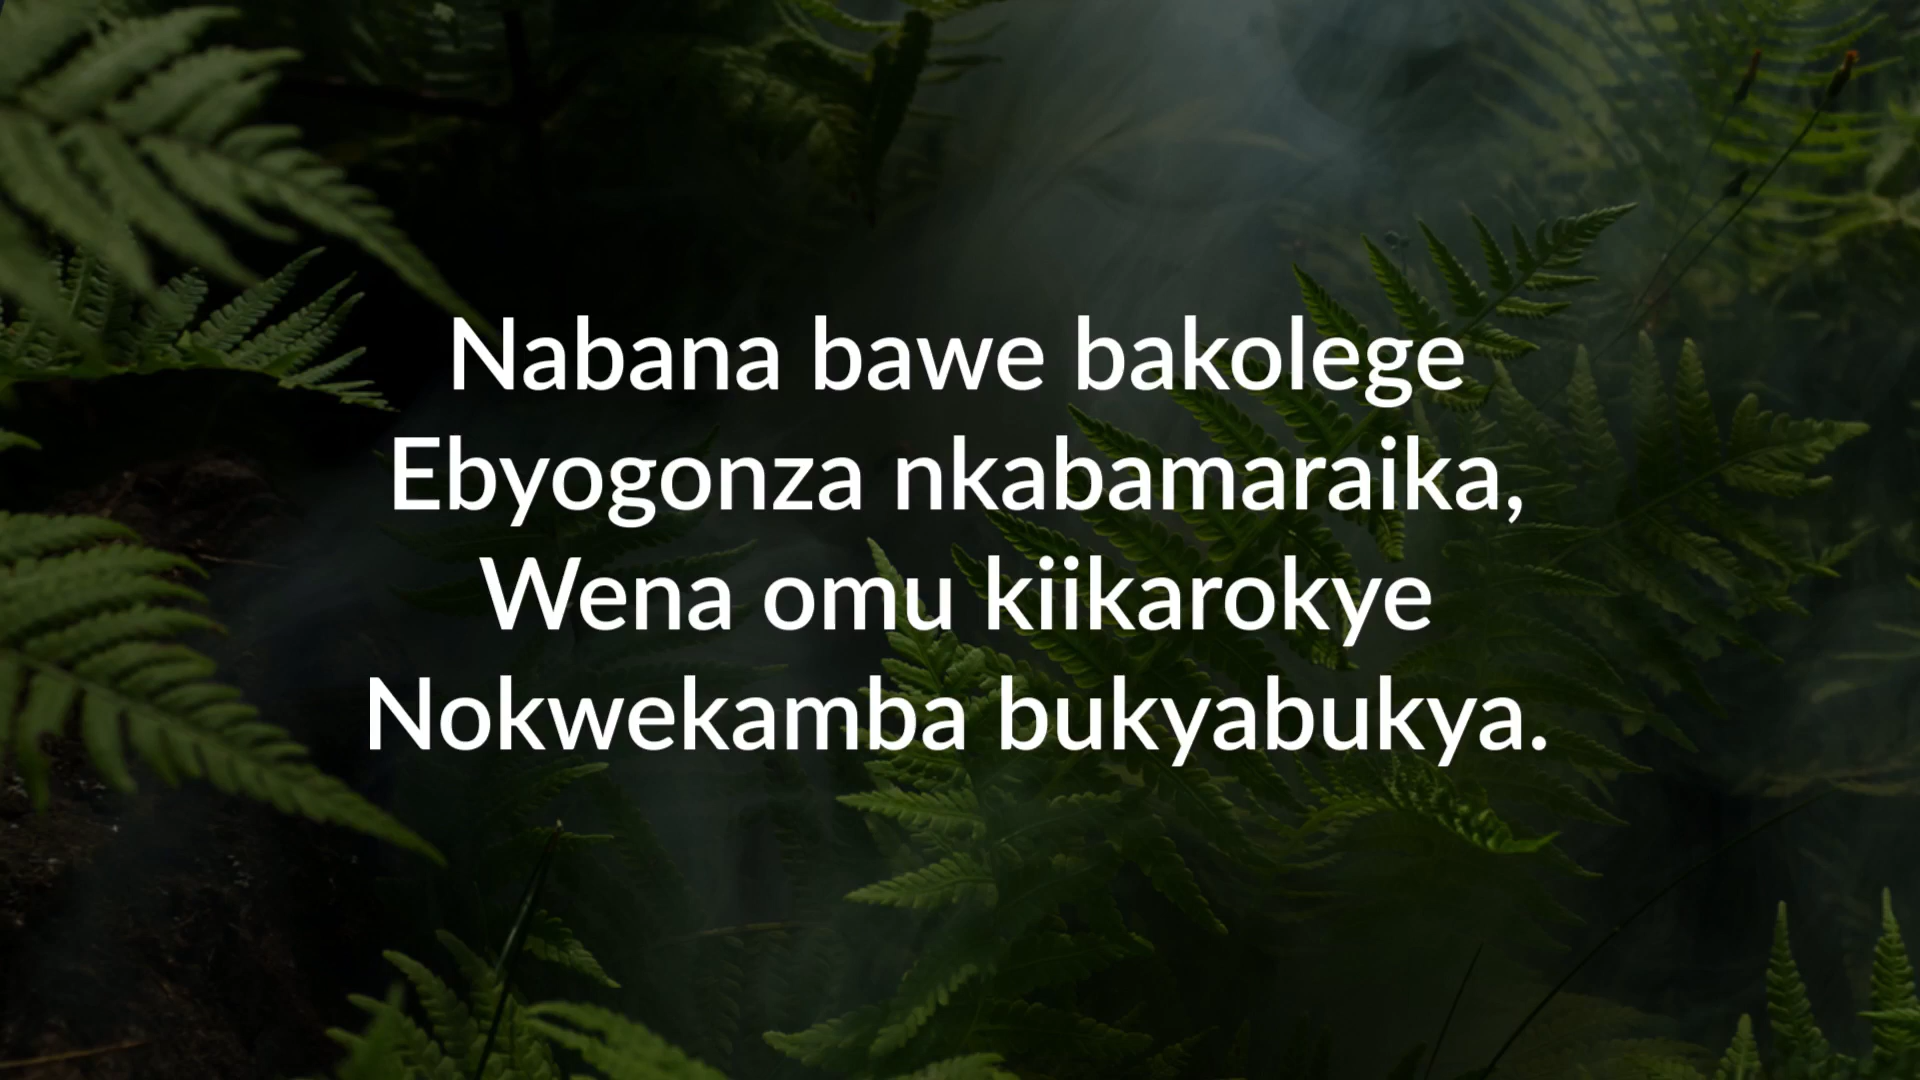 Nabana bawe bakolege
Ebyogonza nkabamaraika,
Wena omu kiikarokye
Nokwekamba bukyabukya.